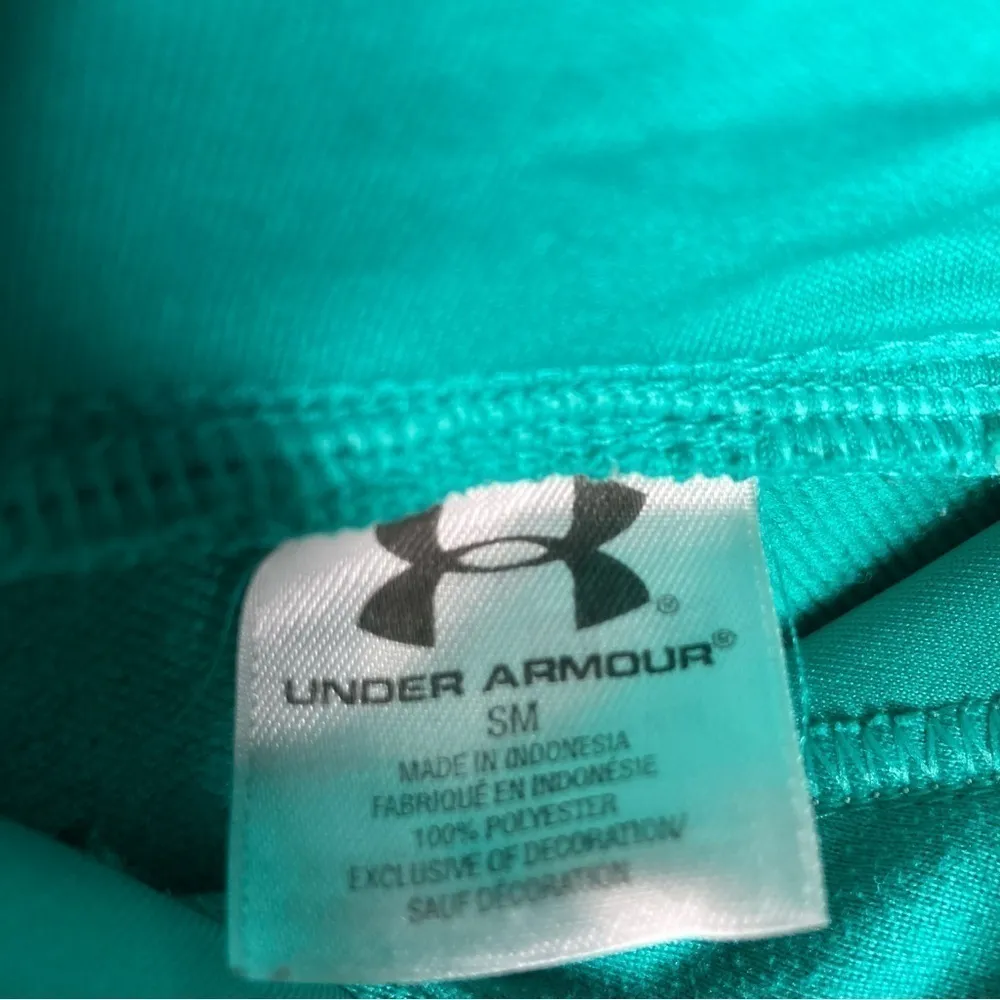 ®
UNDER ARMOUR®
SM
MADE IN INDONESIA
FABRIQUÉ EN INDONÉSIE
100% POLYESTER
EXCLUSIVE OF DECORATION/
SAUF DÉCORATION